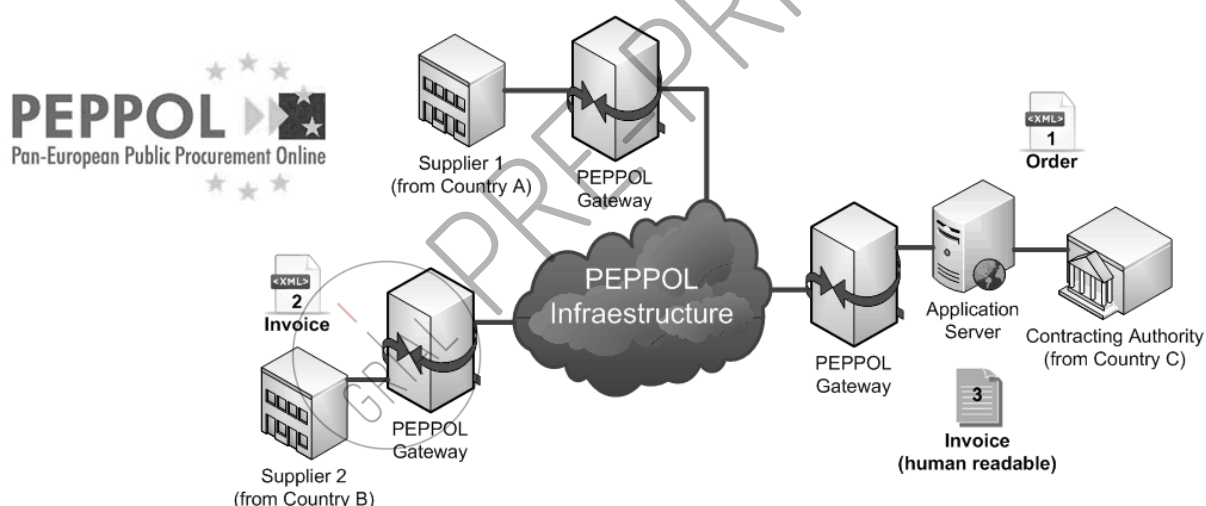 PEPPOL
Pan-European Public Procurement Online
Supplier 1
(from Country A)
PEPPOL
Gateway
<XML>
1
Order
<XML>
2
Invoice
PEPPOL
Infraestructure
Application
Server
Contracting Authority
(from Country C)
PEPPOL
Gateway
3
Invoice
(human readable)
PEPPOL
Gateway
Supplier 2
(from Country B)
GRIHL